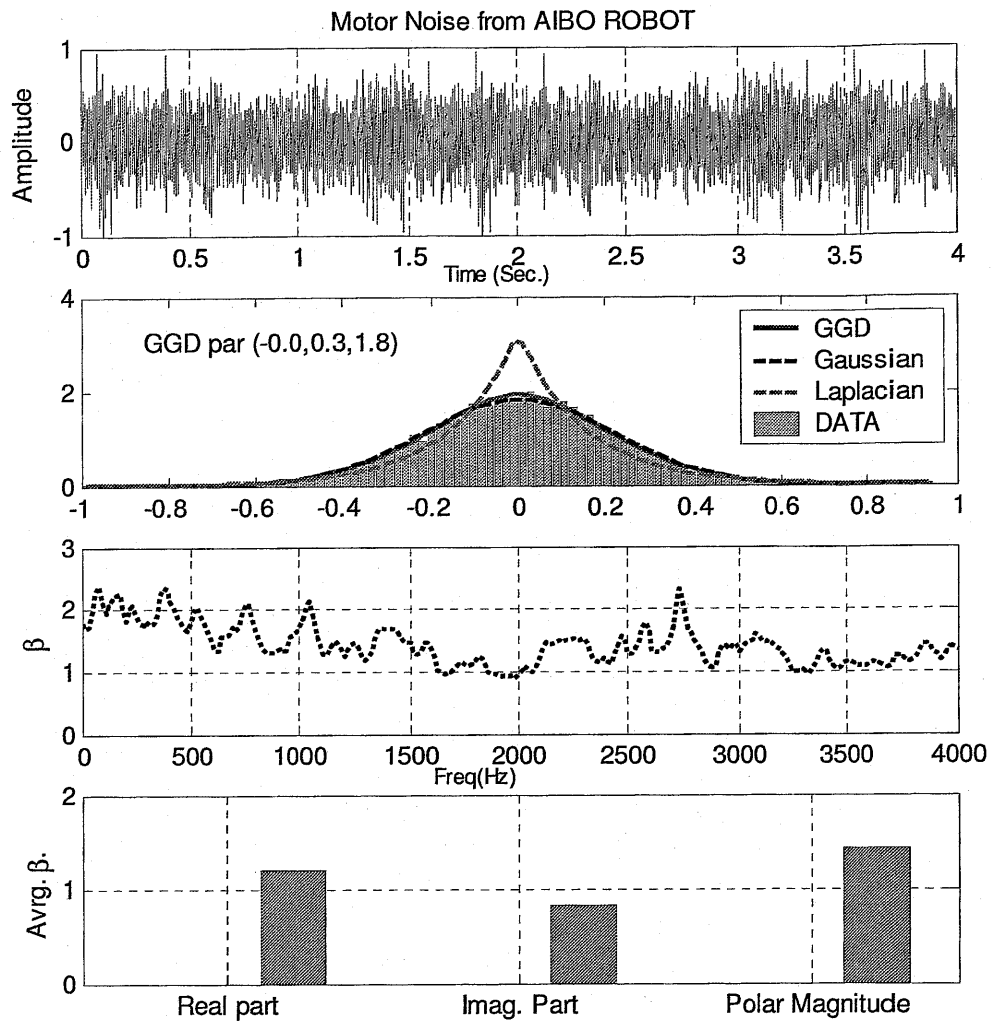 Motor Noise from AIBO ROBOT
Amplitude
1
0
-1
0 0.5 1 1.5 2 2.5 3 3.5 4
Time (Sec.)
4
2
0
GGD par (-0.0,0.3,1.8)
GGD
Gaussian
Laplacian
DATA
-1 -0.8 -0.6 -0.4 -0.2 0 0.2 0.4 0.6 0.8 1
β
3
2
1
0
0 500 1000 1500 2000 2500 3000 3500 4000
Freq(Hz)
Avrg. β.
2
1
0
Real part Imag. Part Polar Magnitude